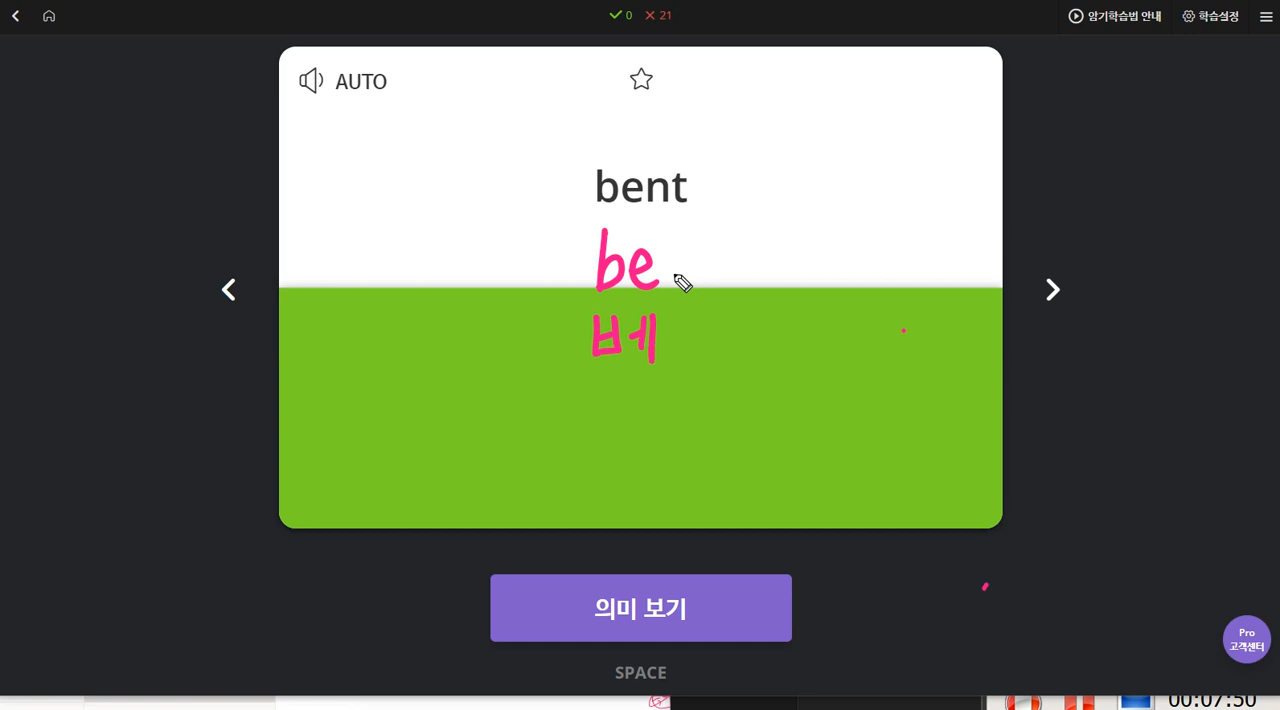 0 21 암기학습법 안내 학습설정
AUTO
bent
be
베
의미 보기
SPACE
Pro
고객센터
00:07:50